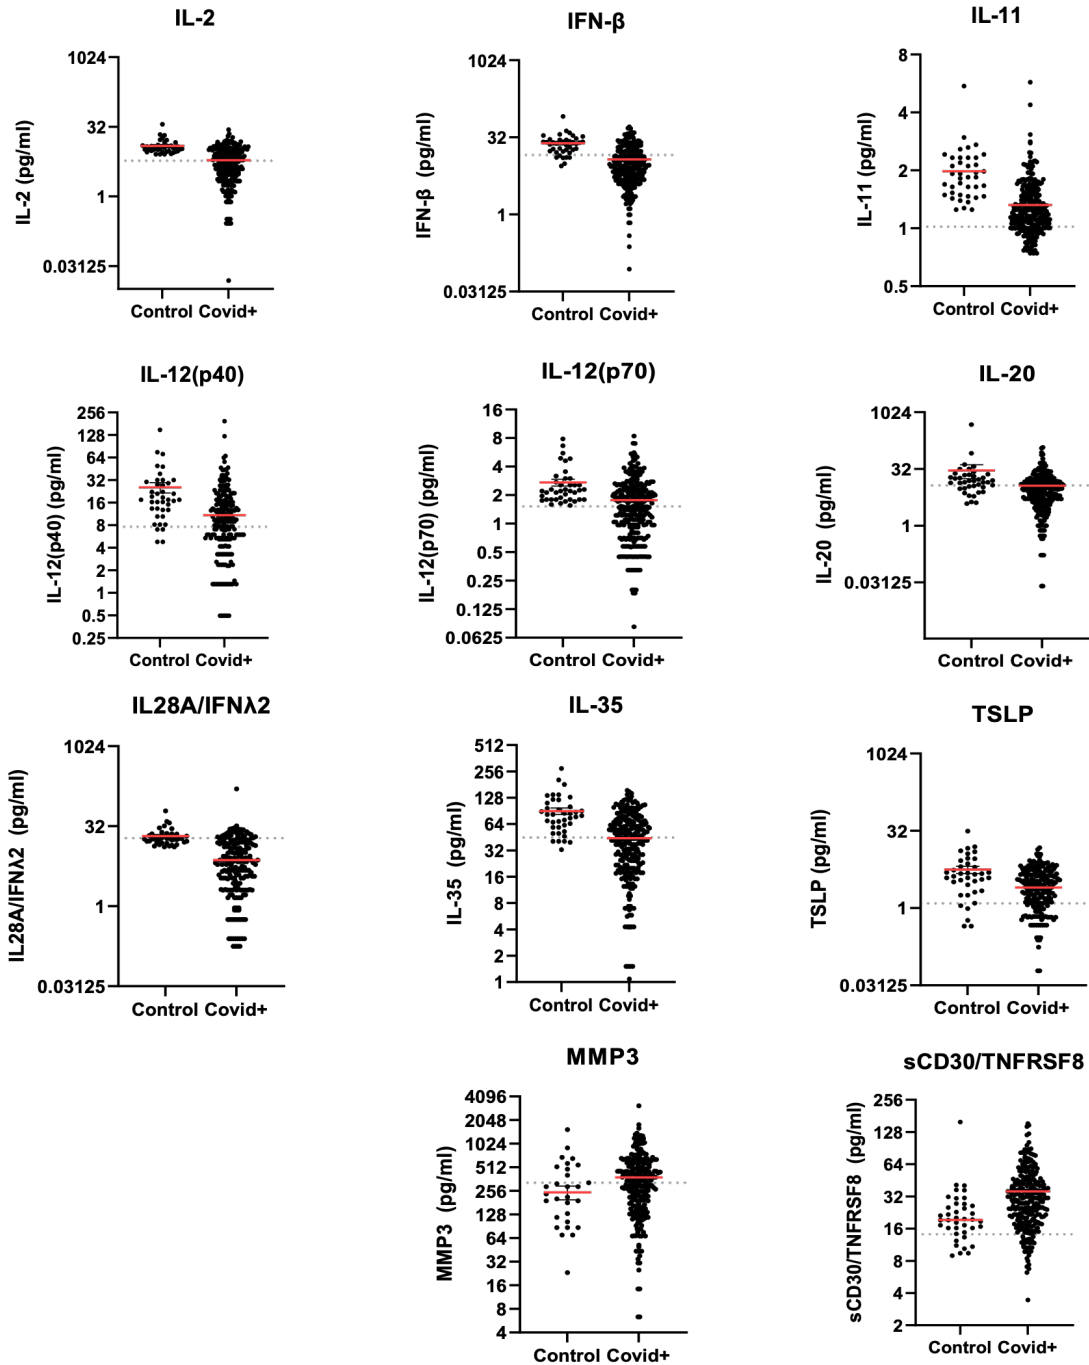 IL-2
IL-2 (pg/ml)
1024
32
1
0.03125
Control Covid+
IFN-β
IFN-β (pg/ml)
1024
32
1
0.03125
Control Covid+
IL-11
IL-11 (pg/ml)
8
4
2
1
0.5
Control Covid+
IL-12(p40)
IL-12(p40) (pg/ml)
256
128
64
32
16
8
4
2
1
0.5
0.25
Control Covid+
IL-12(p70)
IL-12(p70) (pg/ml)
16
8
4
2
1
0.5
0.25
0.125
0.0625
Control Covid+
IL-20
IL-20 (pg/ml)
1024
32
1
0.03125
Control Covid+
IL28A/IFNλ2
IL28A/IFNλ2 (pg/ml)
1024
32
1
0.03125
Control Covid+
IL-35
IL-35 (pg/ml)
512
256
128
64
32
16
8
4
2
1
Control Covid+
TSLP
TSLP (pg/ml)
1024
32
1
0.03125
Control Covid+
MMP3
MMP3 (pg/ml)
4096
2048
1024
512
256
128
64
32
16
8
4
Control Covid+
sCD30/TNFRSF8
sCD30/TNFRSF8 (pg/ml)
256
128
64
32
16
8
4
2
Control Covid+